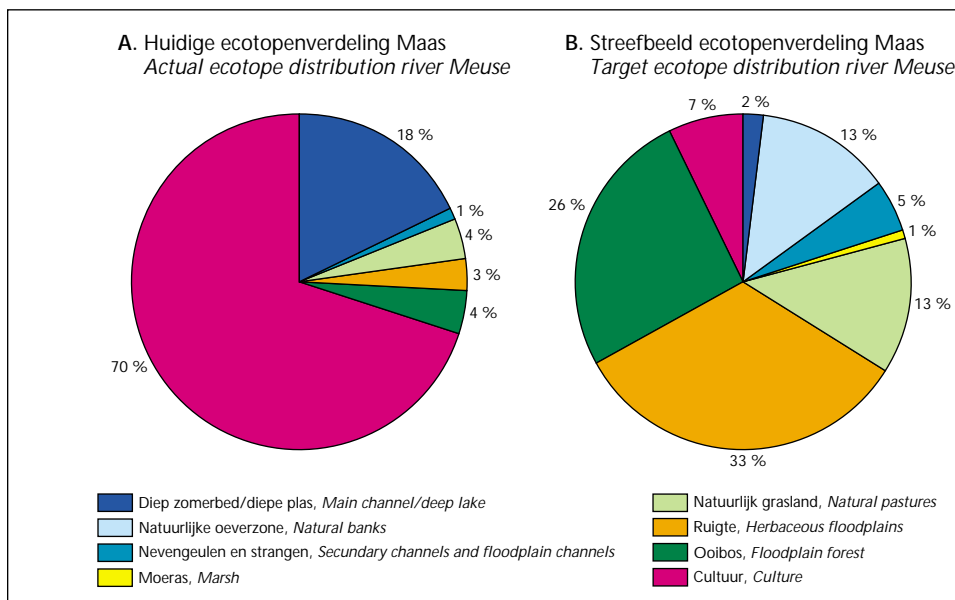 A. Huidige ecotopenverdeling Maas
Actual ecotope distribution river Meuse
18 %
1 %
4 %
3 %
4 %
70 %
B. Streefbeeld ecotopenverdeling Maas
Target ecotope distribution river Meuse
7 %
2 %
13 %
5 %
1 %
13 %
33 %
26 %
Diep zomerbed/diepe plas, Main channel/deep lake
Natuurlijke oeverzone, Natural banks
Nevengeulen en strangen, Secundary channels and floodplain channels
Moeras, Marsh
Natuurlijk grasland, Natural pastures
Ruigte, Herbaceous floodplains
Ooibos, Floodplain forest
Cultuur, Culture